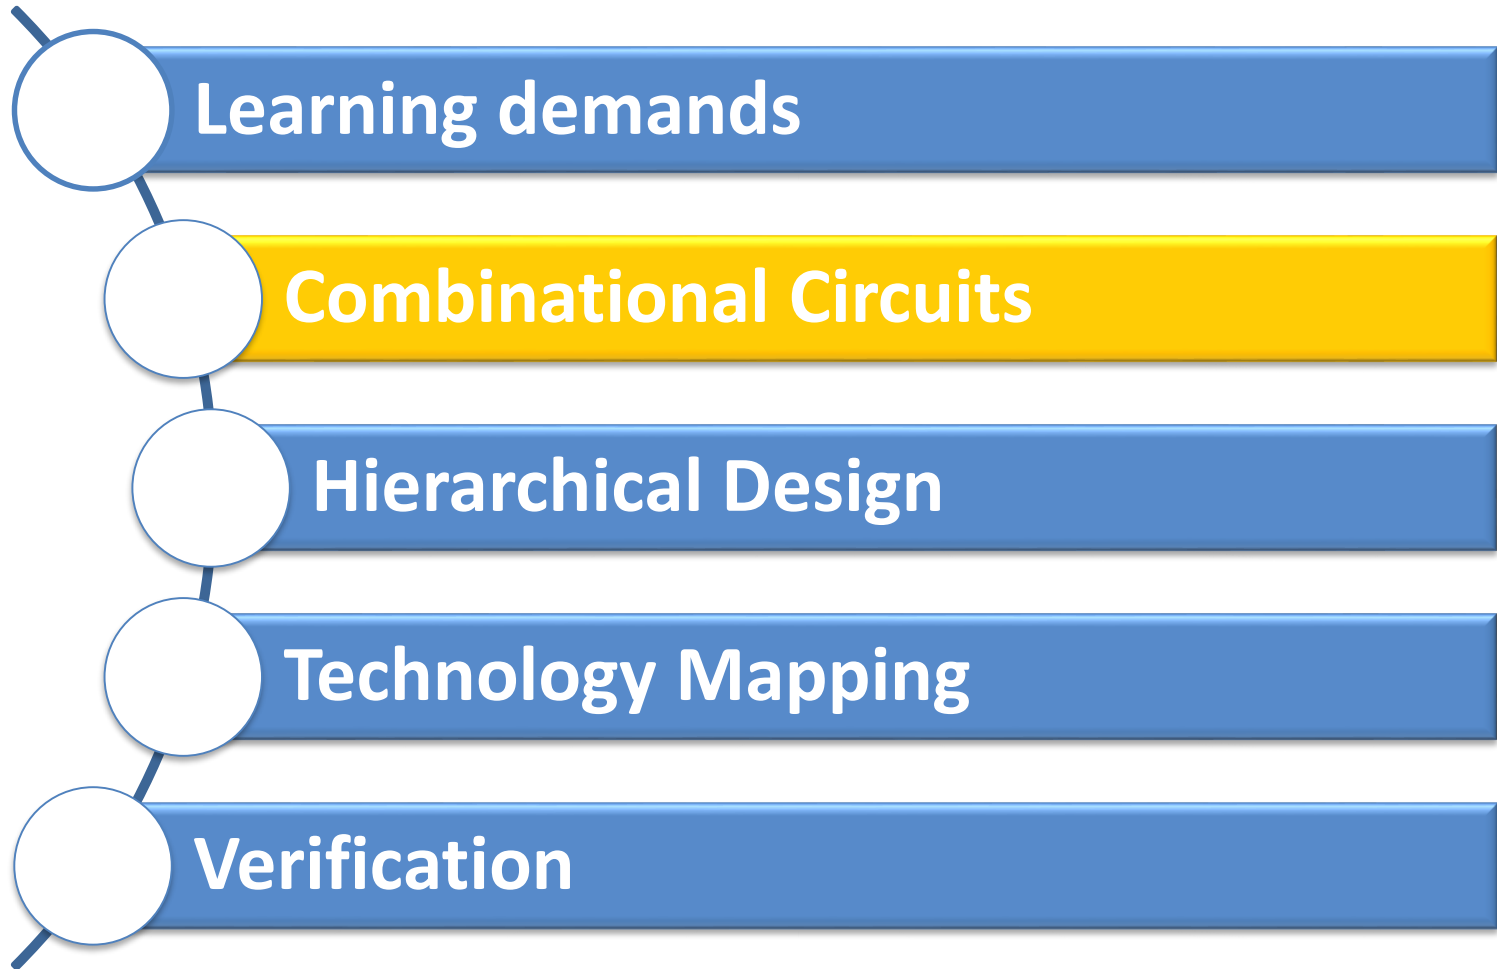 Learning demands
Combinational Circuits
Hierarchical Design
Technology Mapping
Verification